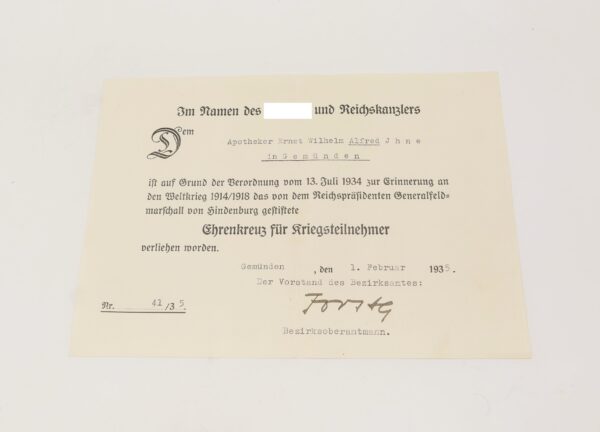 Im Namen des und Reichskanzlers
Dem
Apotheker Ernst Wilhelm Alfred Jhne
in Gemünden
ist auf Grund der Verordnung vom 13. Juli 1934 zur Erinnerung an
den Weltkrieg 1914/1918 das von dem Reichspräsidenten Generalfeld-
marschall von Hindenburg gestiftete
Ehrenkreuz für Kriegsteilnehmer
verliehen worden.
Gemünden, den 1. Februar 1935.
Der Vorstand des Bezirksamtes:
Nr. 41/35.
Bezirksoberamtmann.